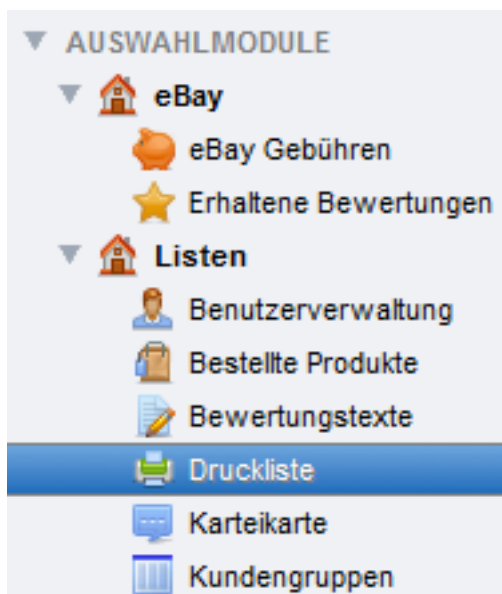 AUSWAHLMODULE
eBay
eBay Gebühren
Erhaltene Bewertungen
Listen
Benutzerverwaltung
Bestellte Produkte
Bewertungstexte
Druckliste
Karteikarte
Kundengruppen